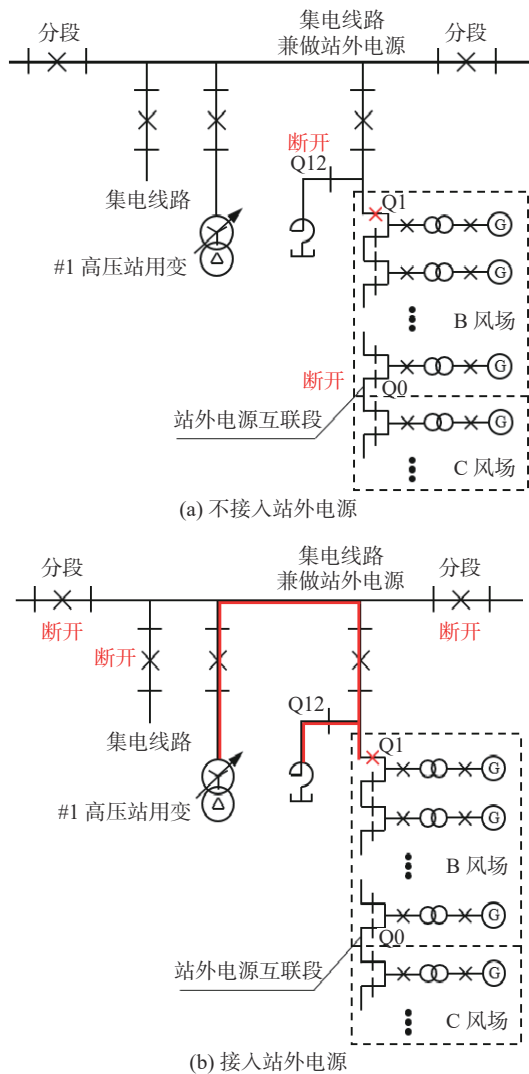 集电线路
兼做站外电源
分段
分段
断开
Q12
集电线路
Q1
G
#1 高压站用变
G
B 风场
断开
G
Q0
站外电源互联段
G
C 风场
(a) 不接入站外电源
集电线路
兼做站外电源
分段
分段
断开
断开
断开
Q12
集电线路
Q1
G
#1 高压站用变
G
B 风场
G
Q0
站外电源互联段
G
C 风场
(b) 接入站外电源